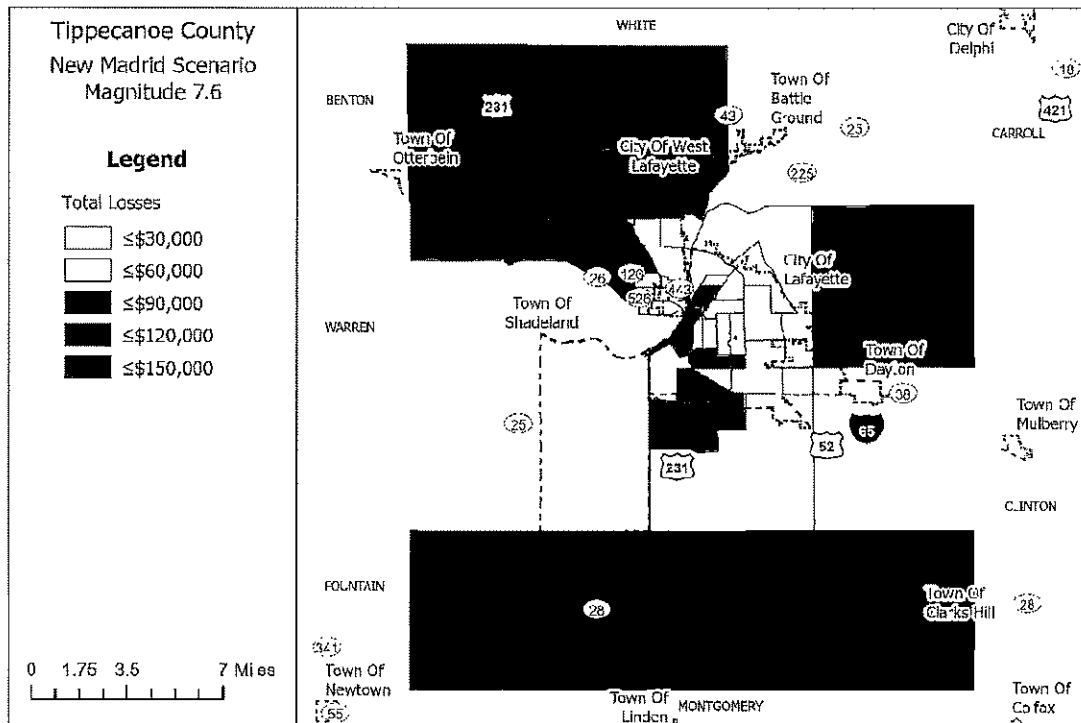 Tippecanoe County
New Madrid Scenario
Magnitude 7.6
Legend
Total Losses
≤$30,000
≤$60,000
≤$90,000
≤$120,000
≤$150,000
0 1.75 3.5 7 Miles
WHITE
City Of
Delphi
18
421
BENTON
231
43
Town Of
Battle
Ground
25
CARROLL
Town Of
Otterbein
City Of West
Lafayette
225
26
126
526
443
City Of
Lafayette
Town Of
Shadeland
WARREN
Town Of
Dayton
38
25
65
52
Town Of
Mulberry
231
CLINTON
FOUNTAIN
28
Town Of
Clarks Hill
28
341
Town Of
Newtown
55
Town Of
Linden
MONTGOMERY
Town Of
Colfax